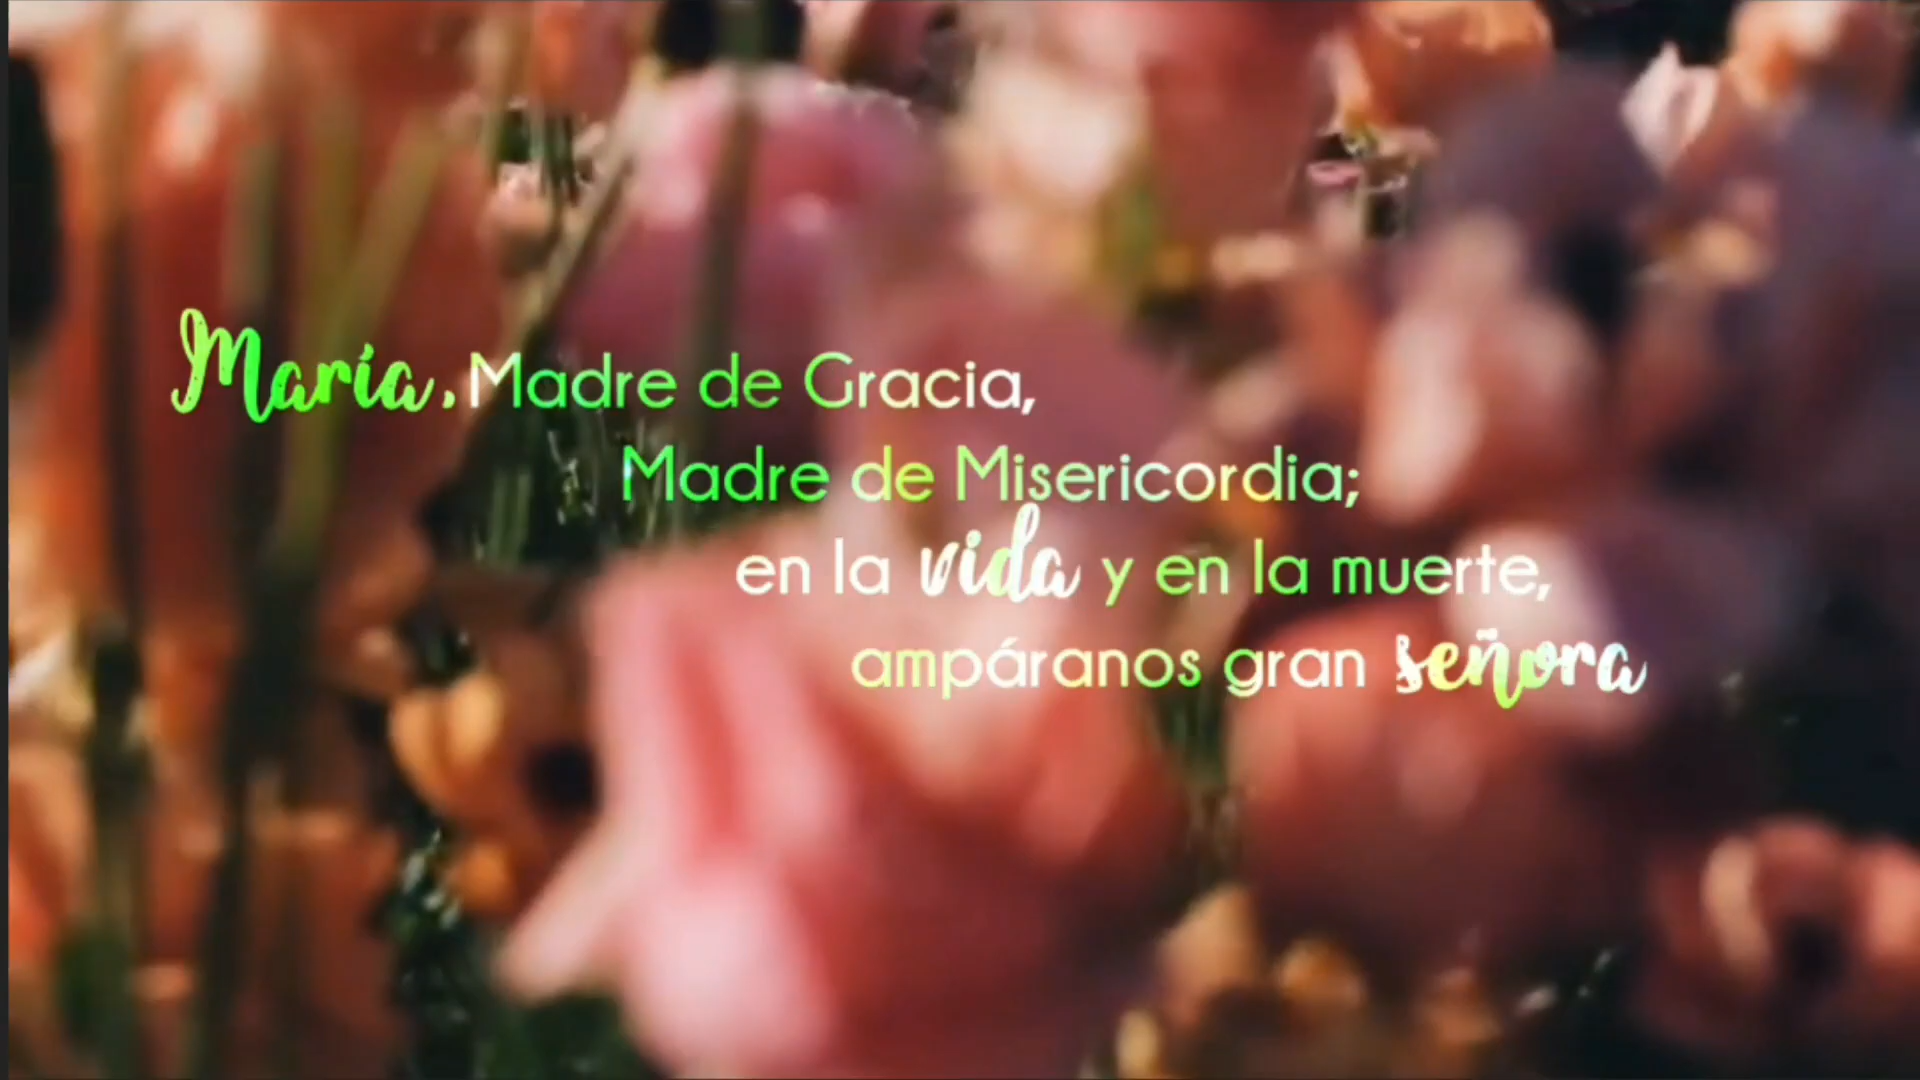 María, Madre de Gracia,
Madre de Misericordia;
en la vida y en la muerte,
ampáranos gran señora